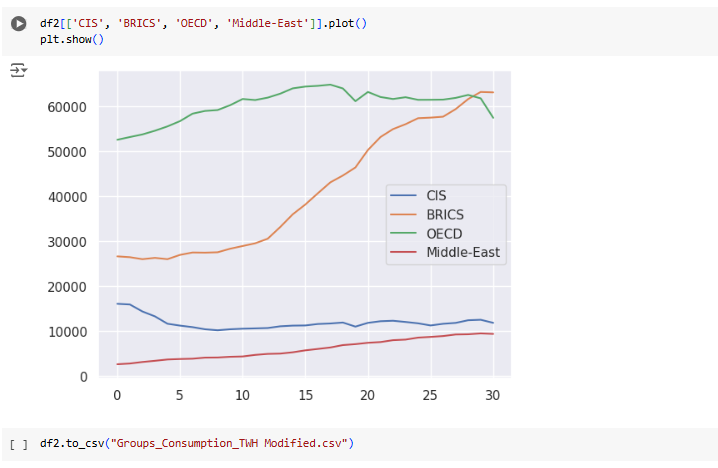 df2[['CIS', 'BRICS', 'OECD', 'Middle-East']].plot()
plt.show()
60000
50000
40000
30000
20000
10000
0
CIS
BRICS
OECD
Middle-East
0 5 10 15 20 25 30
[ ] df2.to_csv("Groups_Consumption_TWH Modified.csv")